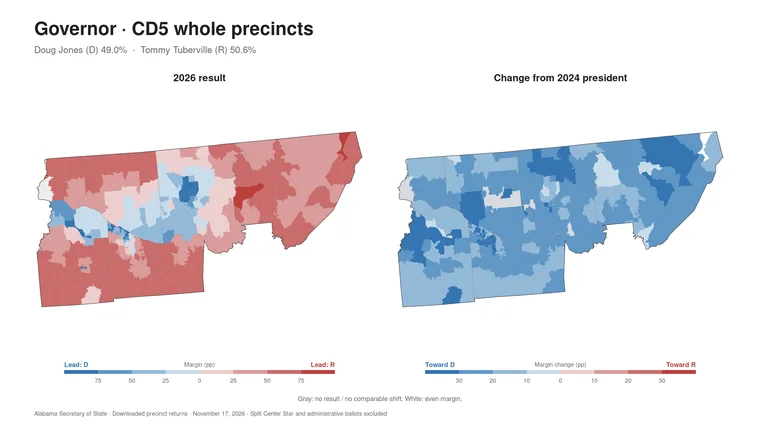 Governor · CD5 whole precincts
Doug Jones (D) 49.0% · Tommy Tuberville (R) 50.6%
2026 result
Change from 2024 president
Lead: D Margin (pp) Lead: R
75 50 25 0 25 50 75
Toward D Margin change (pp) Toward R
30 20 10 0 10 20 30
Gray: no result / no comparable shift. White: even margin.
Alabama Secretary of State · Downloaded precinct returns · November 17, 2026 · Split Center Star and administrative ballots excluded